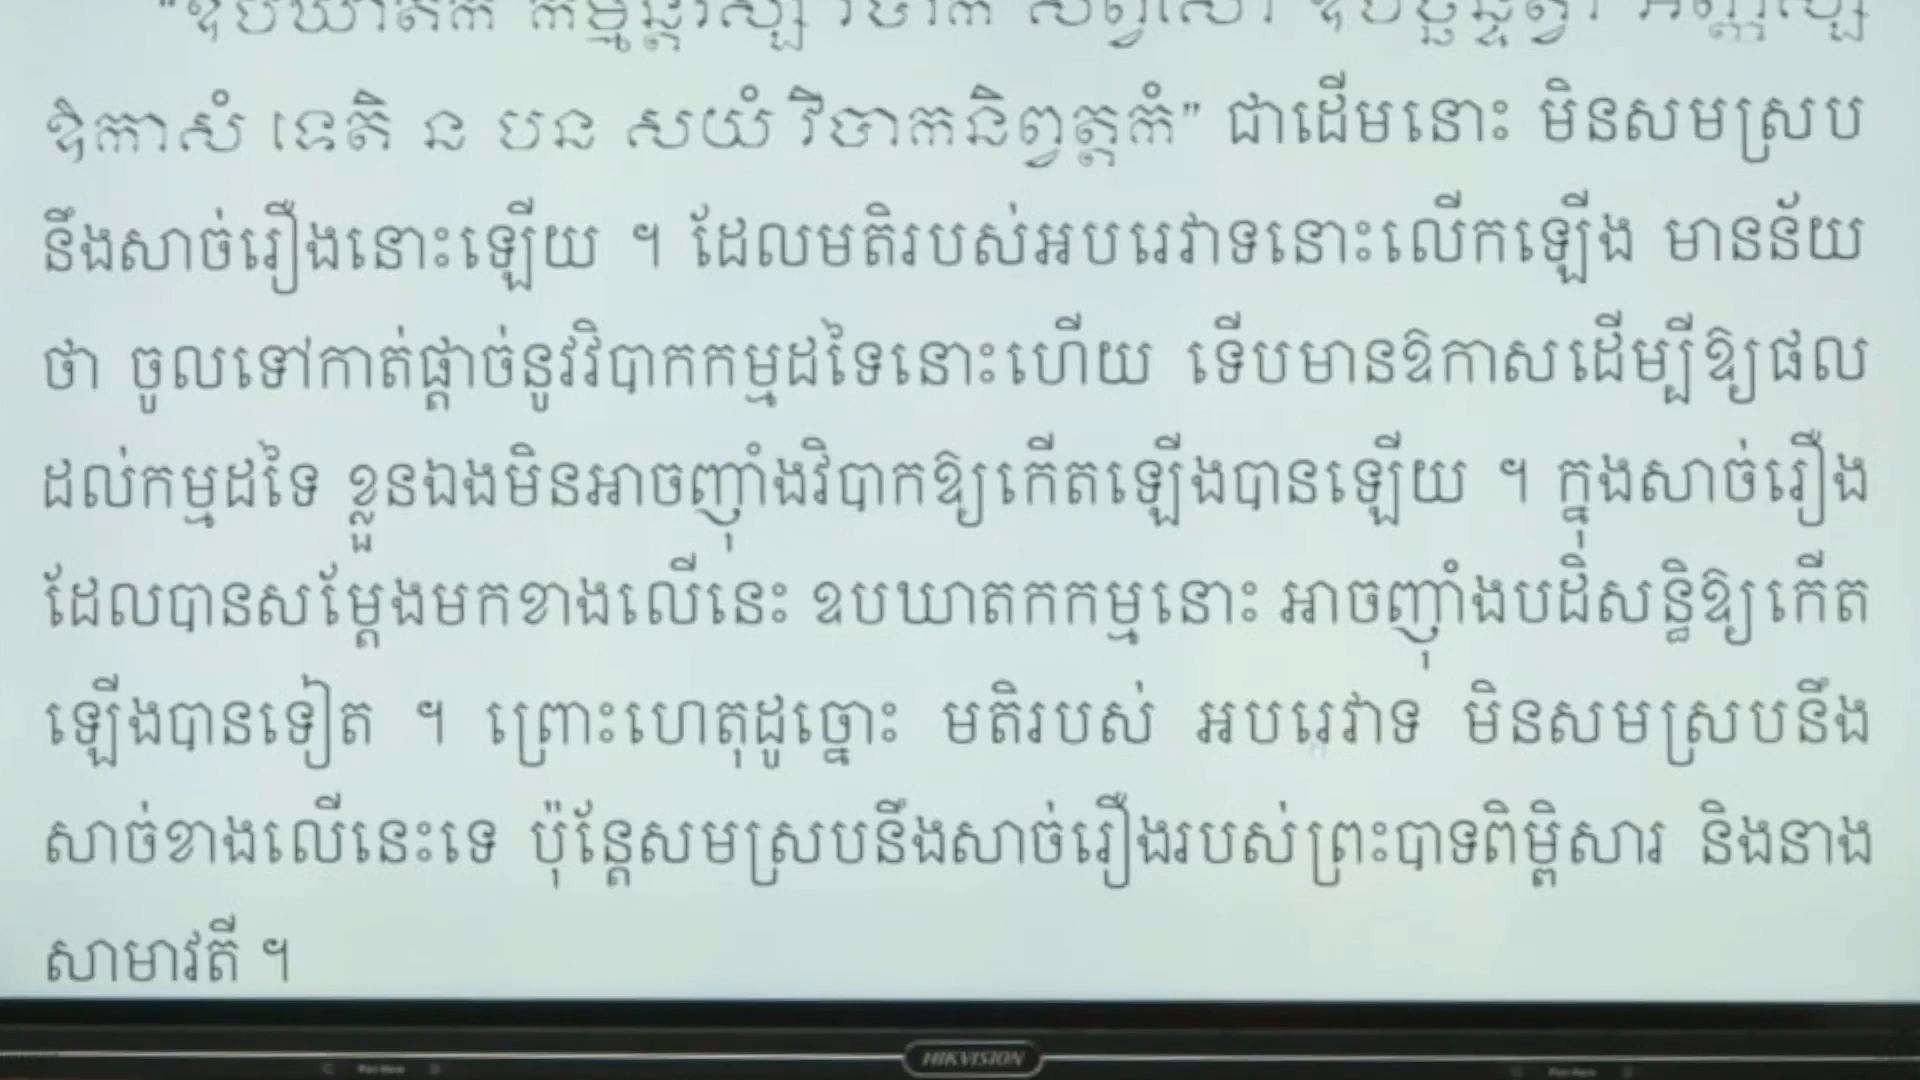 ឱកាសំ ទេតិ ន បន សយំ វិបាកនិព្វត្តកំ” ជាដើមនោះ មិនសមស្រប
នឹងសាច់រឿងនោះឡើយ ។ ដែលមតិរបស់អបរេវាទនោះលើកឡើង មានន័យ
ថា ចូលទៅកាត់ផ្ដាច់នូវវិបាកកម្មដទៃនោះហើយ ទើបមានឱកាសដើម្បីឱ្យផល
ដល់កម្មដទៃ ខ្លួនឯងមិនអាចញ៉ាំងវិបាកឱ្យកើតឡើងបានឡើយ ។ ក្នុងសាច់រឿង
ដែលបានសម្ដែងមកខាងលើនេះ ឧបឃាតកកម្មនោះ អាចញ៉ាំងបដិសន្ធិឱ្យកើត
ឡើងបានទៀត ។ ព្រោះហេតុដូច្នោះ មតិរបស់ អបរេវាទ មិនសមស្របនឹង
សាច់ខាងលើនេះទេ ប៉ុន្តែសមស្របនឹងសាច់រឿងរបស់ព្រះបាទពិម្ពិសារ និងនាង
សាមាវតី ។
HIKVISION